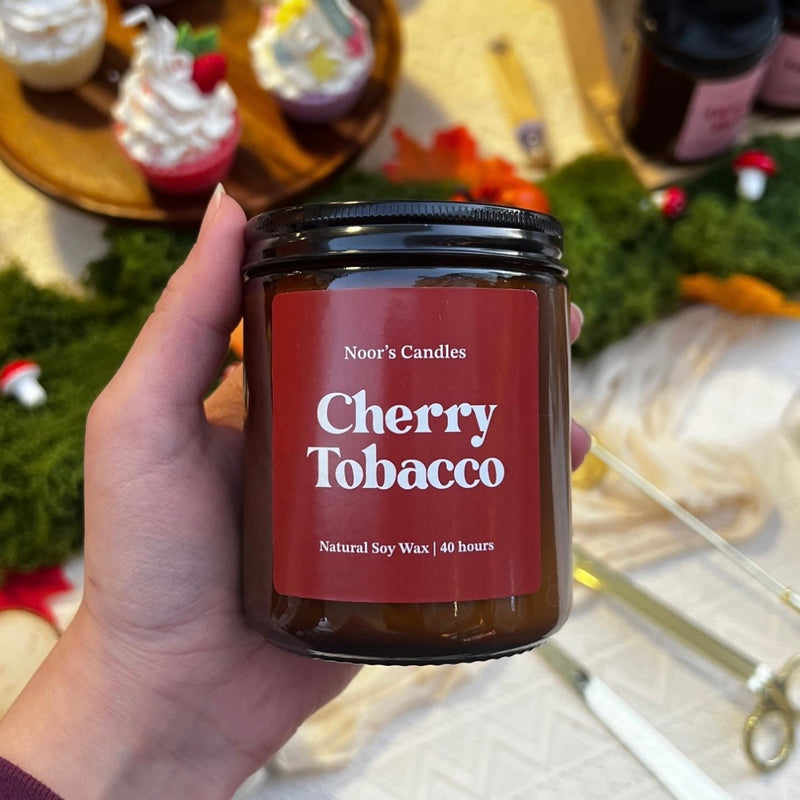 Noor's Candles
Cherry
Tobacco
Natural Soy Wax | 40 hours